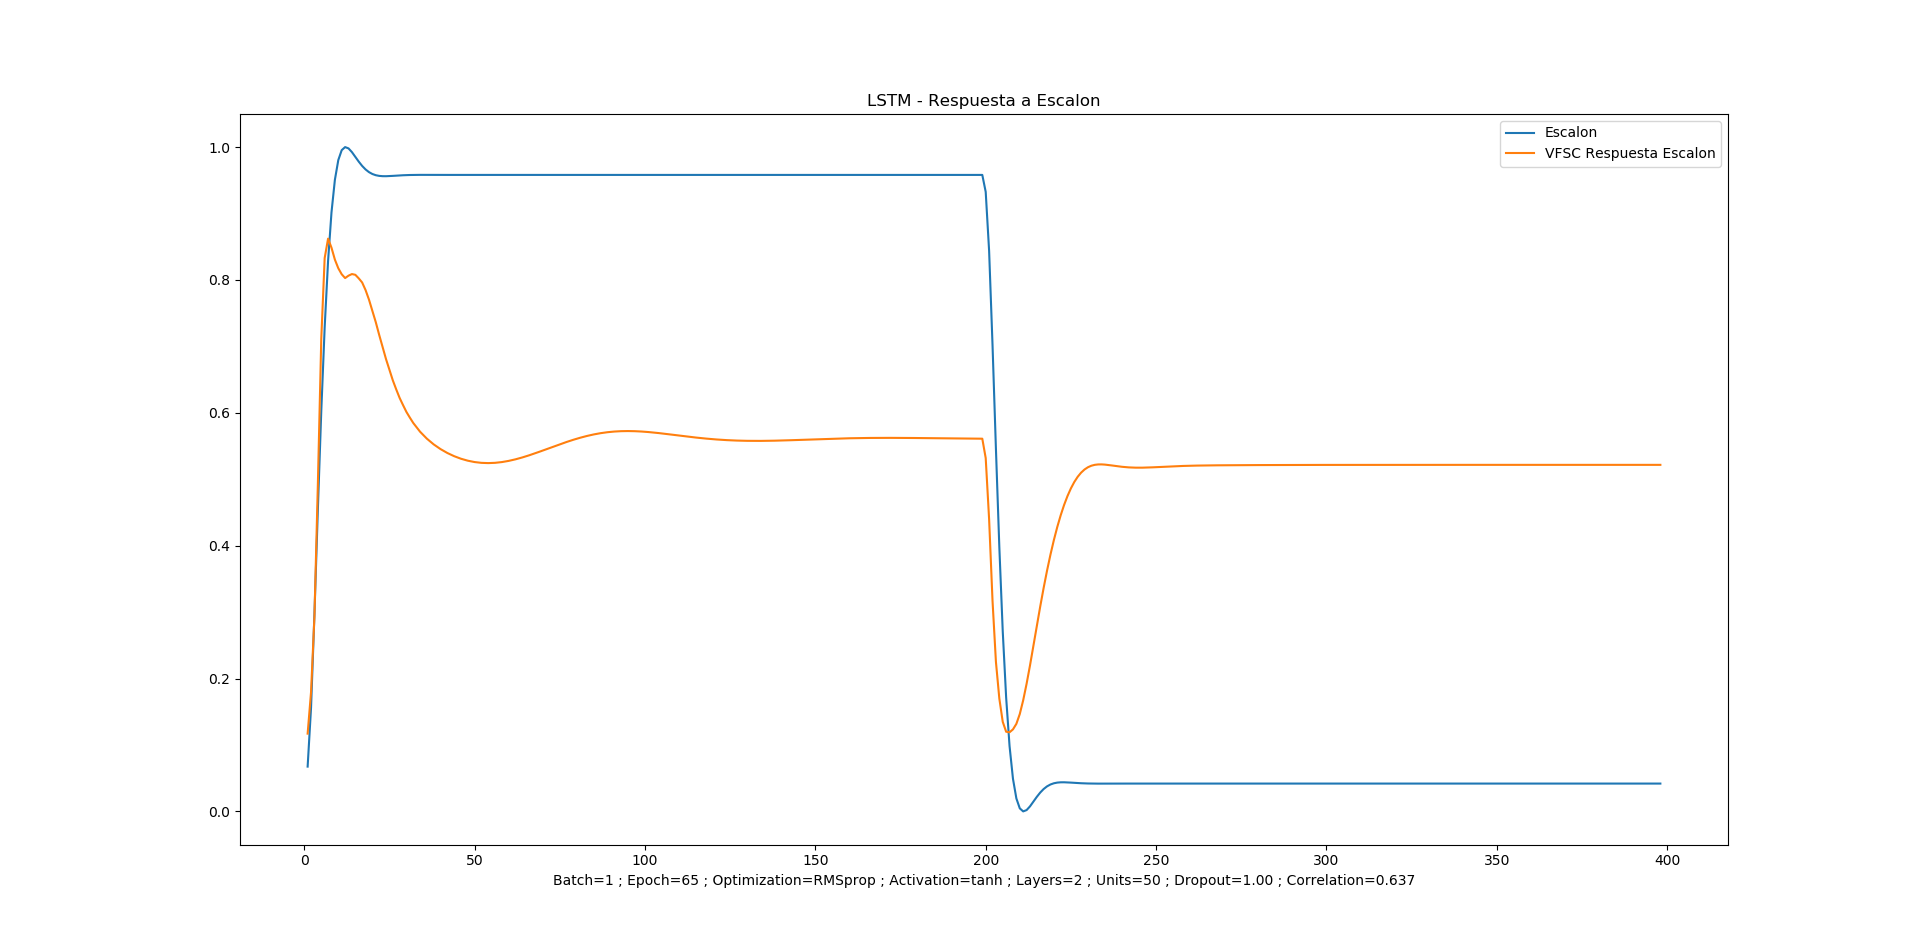 LSTM - Respuesta a Escalon
Escalon
VFSC Respuesta Escalon
1.0
0.8
0.6
0.4
0.2
0.0
0 50 100 150 200 250 300 350 400
Batch=1 ; Epoch=65 ; Optimization=RMSprop ; Activation=tanh ; Layers=2 ; Units=50 ; Dropout=1.00 ; Correlation=0.637